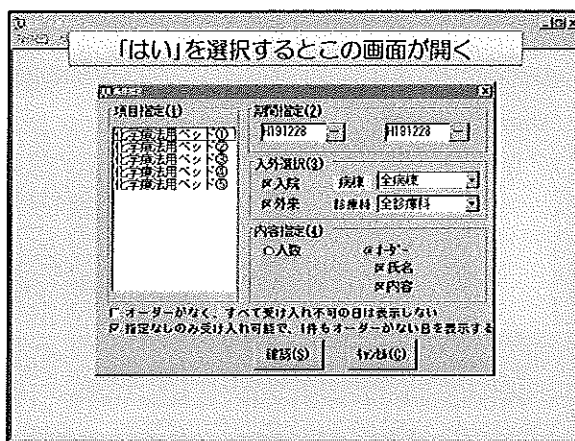 「はい」を選択するとこの画面が開く
項目指定(1)
化学療法用ベッド①
化学療法用ベッド②
化学療法用ベッド③
化学療法用ベッド④
化学療法用ベッド⑤
期間指定(2)
H191228 H191228
入外選択(3)
入院 病棟 全病棟
外来 診療科 全診療科
内容指定(4)
人数 オーダー
氏名
内容
オーダーがなく、すべて受け入れ不可の日は表示しない
指定なしのみ受け入れ可能で、1件もオーダーがない日を表示する
確認(S) ｷｬﾝｾﾙ(C)